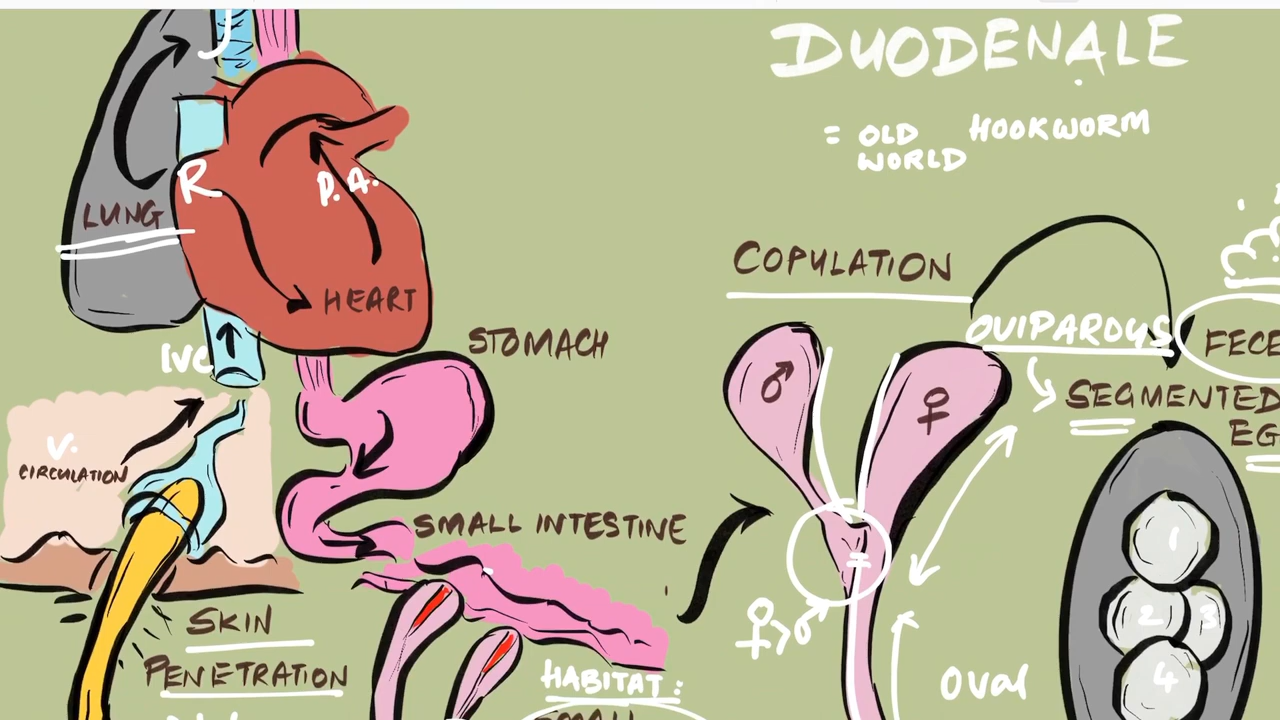 DUODENALE
= OLD WORLD HOOKWORM
LUNG
R
P.A.
HEART
IVC
STOMACH
V.
CIRCULATION
SMALL INTESTINE
SKIN
PENETRATION
HABITAT:
SMALL
COPULATION
OVIPAROUS
FECE
SEGMENTED
EG
♂
♀
♀>♂
OVal
1
2
3
4